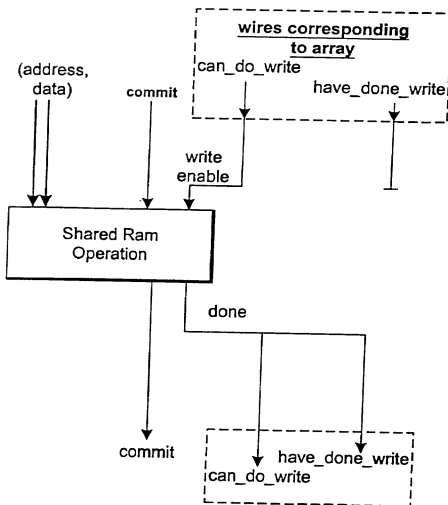 wires corresponding
to array
(address,
data)
commit
can_do_write
have_done_write
write
enable
Shared Ram
Operation
done
commit
have_done_write
can_do_write